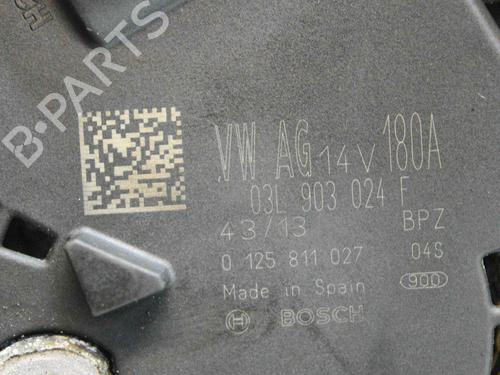 B-PARTS
VW AG 14V 180A
03L 903 024 F
43/13 BPZ
0 125 811 027 04S
Made in Spain 900
BOSCH